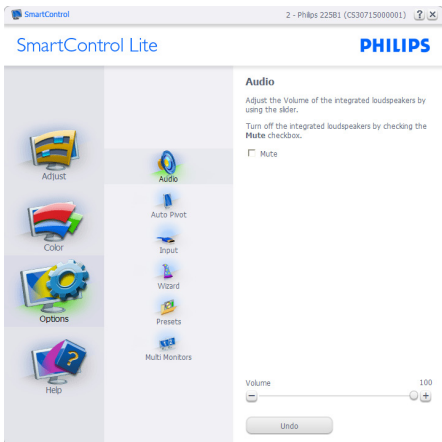 SmartControl
2 - Philips 225B1 (CS30715000001)
SmartControl Lite
PHILIPS
Adjust
Color
Options
Help
Audio
Auto Pivot
Input
Wizard
Presets
Multi Monitors
Audio
Adjust the Volume of the integrated loudspeakers by
using the slider.
Turn off the integrated loudspeakers by checking the
Mute checkbox.
Mute
Volume 100
Undo